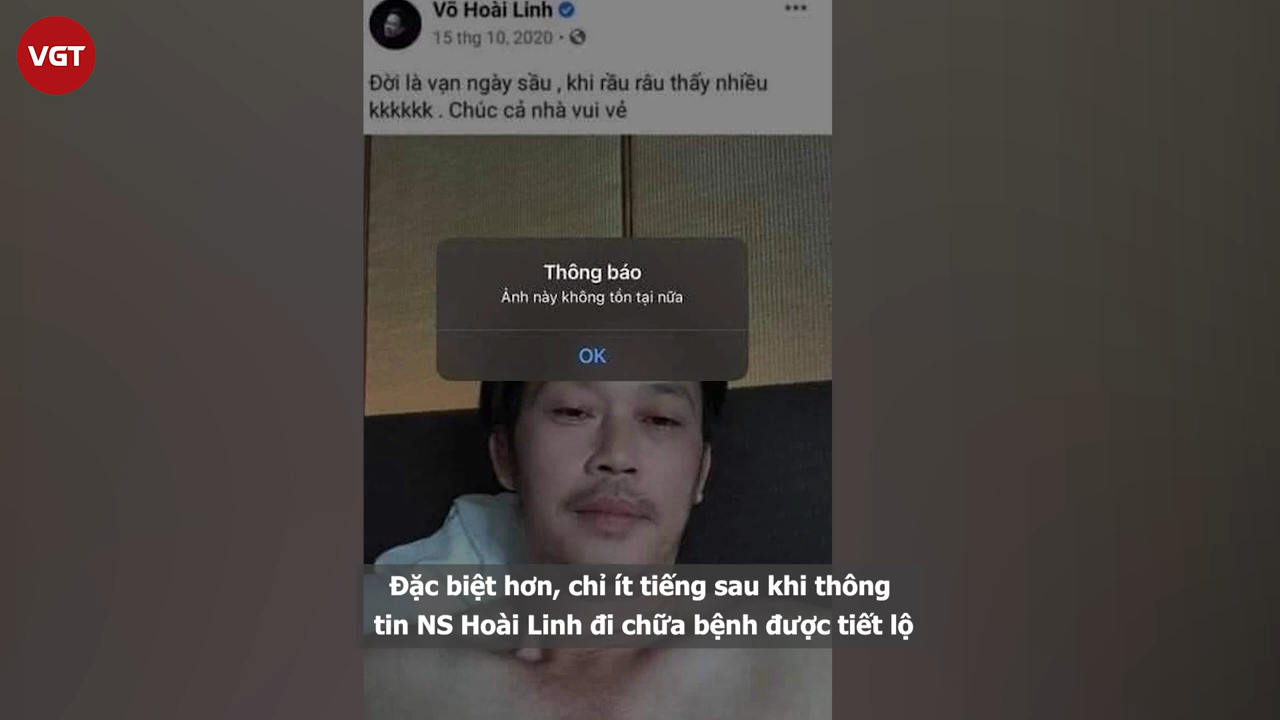 VGT
Võ Hoài Linh
15 thg 10, 2020 ·
Đời là vạn ngày sầu , khi rầu râu thấy nhiều
kkkkkk . Chúc cả nhà vui vẻ
Thông báo
Ảnh này không tồn tại nữa
OK
Đặc biệt hơn, chỉ ít tiếng sau khi thông
tin NS Hoài Linh đi chữa bệnh được tiết lộ